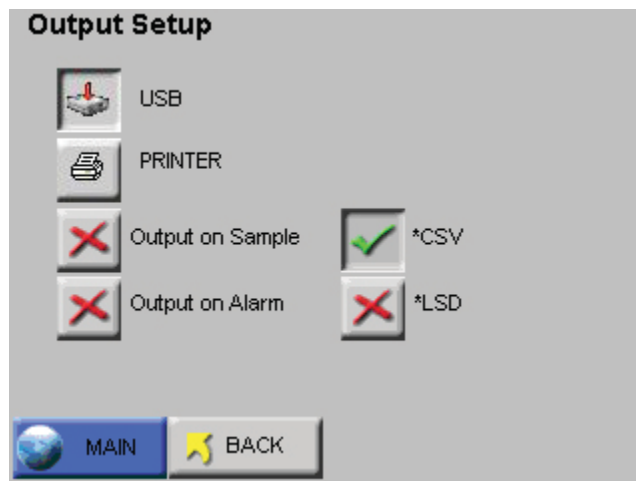 Output Setup
USB
PRINTER
Output on Sample
*CSV
Output on Alarm
*LSD
MAIN
BACK